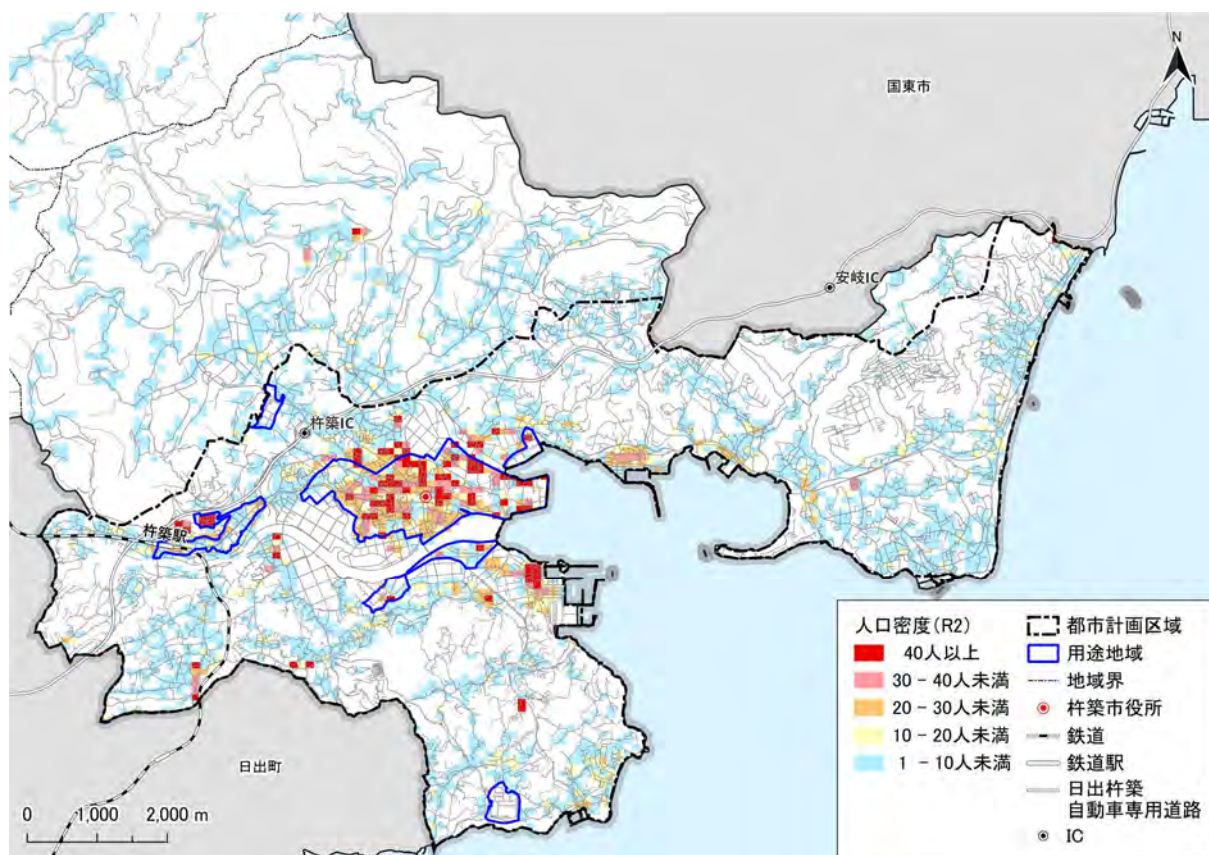 N
国東市
安岐IC
杵築IC
杵築駅
日出町
0 1,000 2,000 m
人口密度(R2)
40人以上
30 - 40人未満
20 - 30人未満
10 - 20人未満
1 - 10人未満
都市計画区域
用途地域
地域界
杵築市役所
鉄道
鉄道駅
日出杵築
自動車専用道路
IC